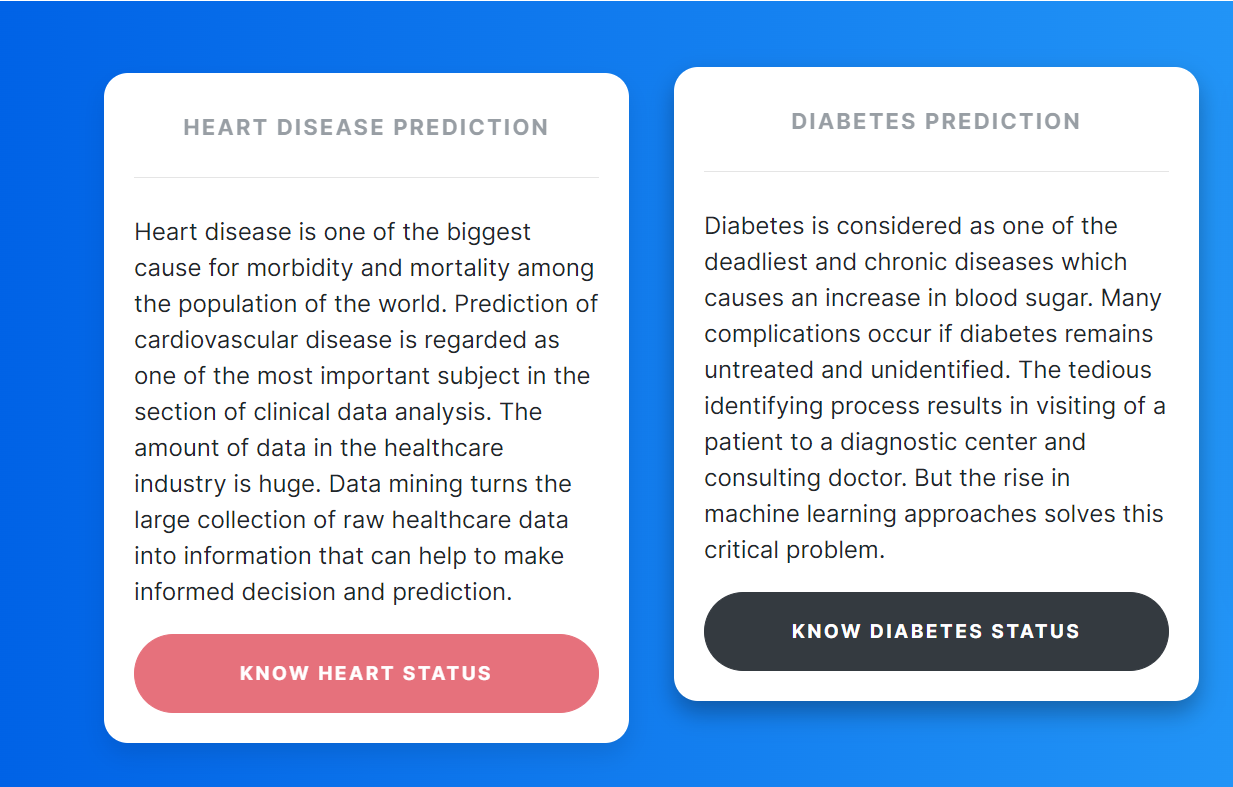 HEART DISEASE PREDICTION
Heart disease is one of the biggest
cause for morbidity and mortality among
the population of the world. Prediction of
cardiovascular disease is regarded as
one of the most important subject in the
section of clinical data analysis. The
amount of data in the healthcare
industry is huge. Data mining turns the
large collection of raw healthcare data
into information that can help to make
informed decision and prediction.
KNOW HEART STATUS
DIABETES PREDICTION
Diabetes is considered as one of the
deadliest and chronic diseases which
causes an increase in blood sugar. Many
complications occur if diabetes remains
untreated and unidentified. The tedious
identifying process results in visiting of a
patient to a diagnostic center and
consulting doctor. But the rise in
machine learning approaches solves this
critical problem.
KNOW DIABETES STATUS